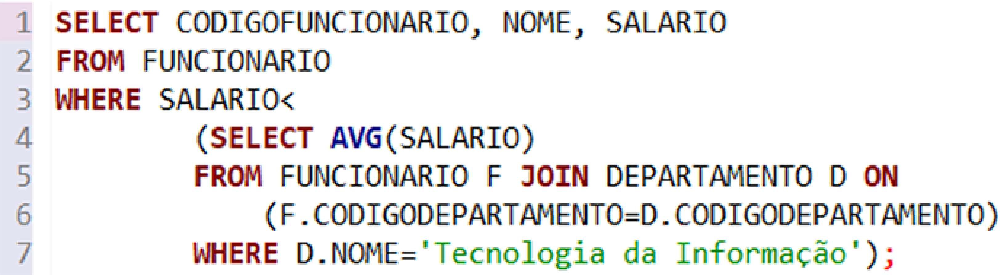 1 SELECT CODIGOFUNCIONARIO, NOME, SALARIO
2 FROM FUNCIONARIO
3 WHERE SALARIO<
4 (SELECT AVG(SALARIO)
5 FROM FUNCIONARIO F JOIN DEPARTAMENTO D ON
6 (F.CODIGODEPARTAMENTO=D.CODIGODEPARTAMENTO)
7 WHERE D.NOME='Tecnologia da Informação');